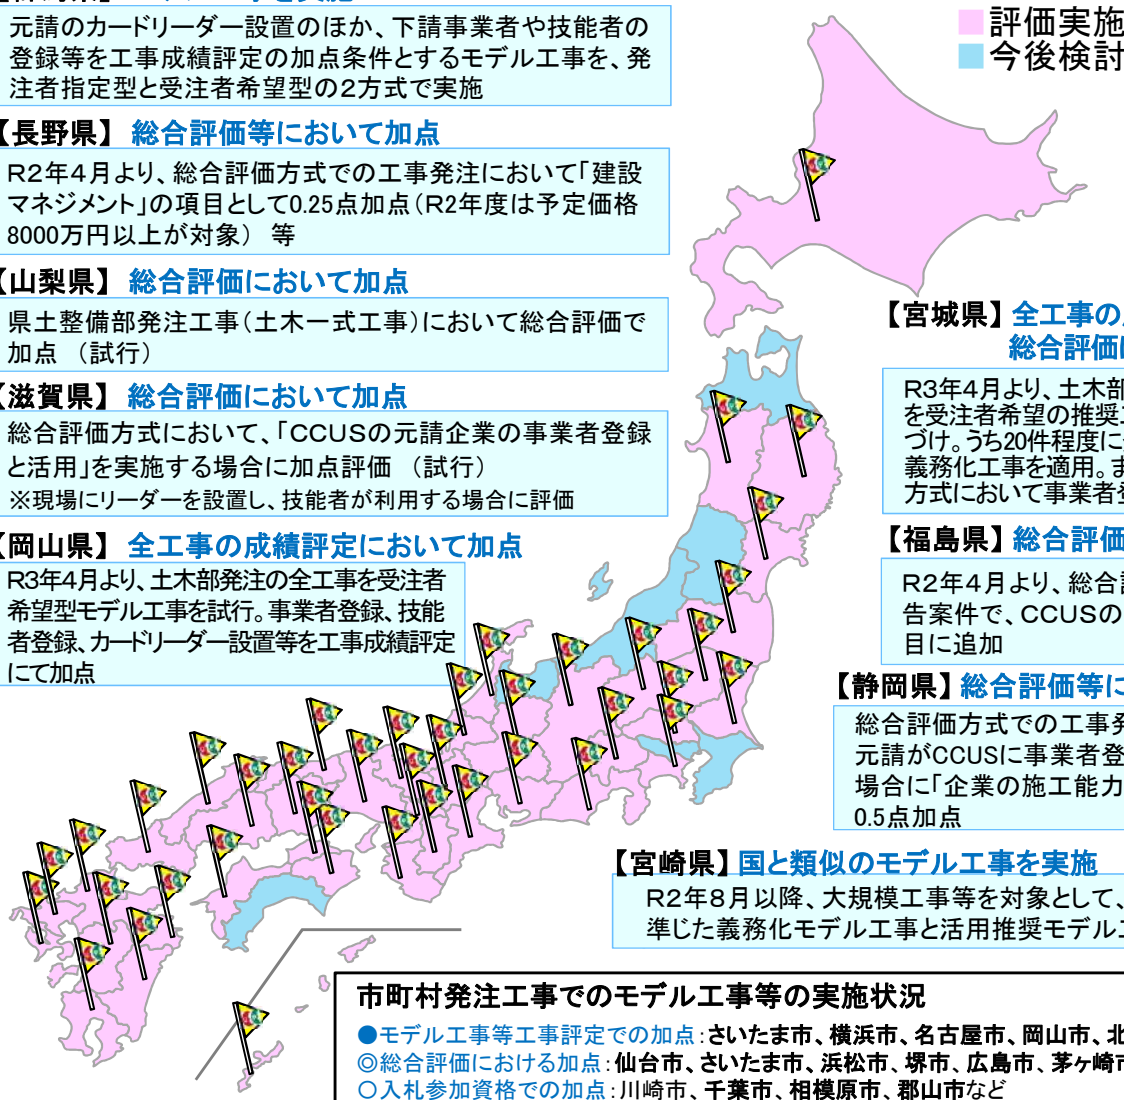 元請のカードリーダー設置のほか、下請事業者や技能者の
登録等を工事成績評定の加点条件とするモデル工事を、発
注者指定型と受注者希望型の2方式で実施
【長野県】 総合評価等において加点
R2年4月より、総合評価方式での工事発注において「建設
マネジメント」の項目として0.25点加点(R2年度は予定価格
8000万円以上が対象) 等
【山梨県】 総合評価において加点
県土整備部発注工事(土木一式工事)において総合評価で
加点 (試行)
【滋賀県】 総合評価において加点
総合評価方式において、「CCUSの元請企業の事業者登録
と活用」を実施する場合に加点評価 (試行)
※現場にリーダーを設置し、技能者が利用する場合に評価
【岡山県】 全工事の成績評定において加点
R3年4月より、土木部発注の全工事を受注者
希望型モデル工事を試行。事業者登録、技能
者登録、カードリーダー設置等を工事成績評定
にて加点
評価実施
今後検討
【宮城県】 全工事の
総合評価
R3年4月より、土木部
を受注者希望の推奨
づけ。うち20件程度に
義務化工事を適用。ま
方式において事業者
【福島県】 総合評価
R2年4月より、総合
告案件で、CCUSの
目に追加
【静岡県】 総合評価等に
総合評価方式での工事
元請がCCUSに事業者登
場合に「企業の施工能力
0.5点加点
【宮崎県】 国と類似のモデル工事を実施
R2年8月以降、大規模工事等を対象として、
準じた義務化モデル工事と活用推奨モデル
市町村発注工事でのモデル工事等の実施状況
●モデル工事等工事評定での加点:さいたま市、横浜市、名古屋市、岡山市、北
◎総合評価における加点:仙台市、さいたま市、浜松市、堺市、広島市、茅ヶ崎市
○入札参加資格での加点:川崎市、千葉市、相模原市、郡山市など